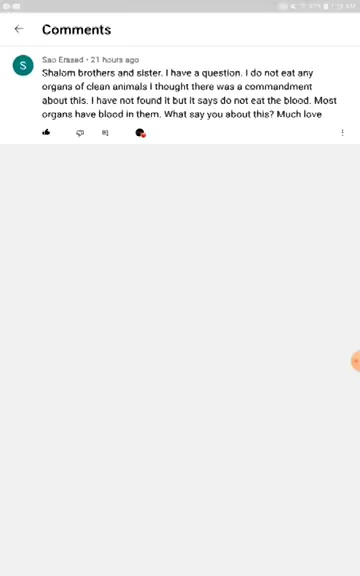 Comments
S
Sao Erased • 21 hours ago
Shalom brothers and sister. I have a question. I do not eat any
organs of clean animals I thought there was a commandment
about this. I have not found it but it says do not eat the blood. Most
organs have blood in them. What say you about this? Much love